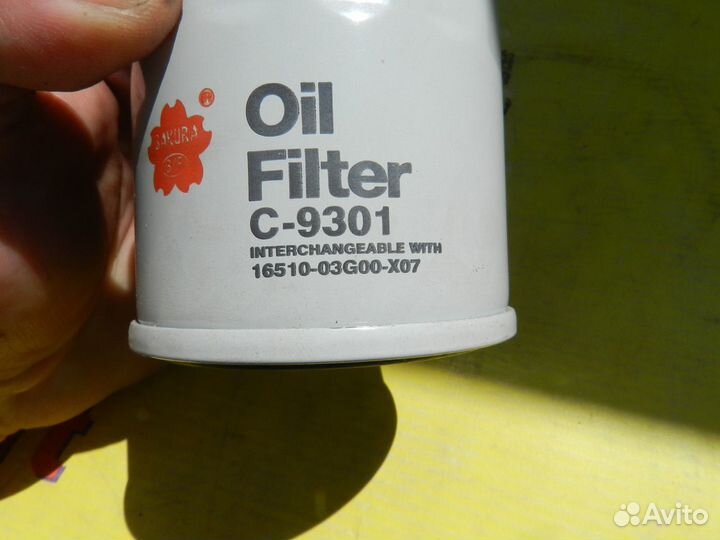 Oil
Filter
C-9301
INTERCHANGEABLE WITH
16510-03G00-X07
SAKURA
Avito